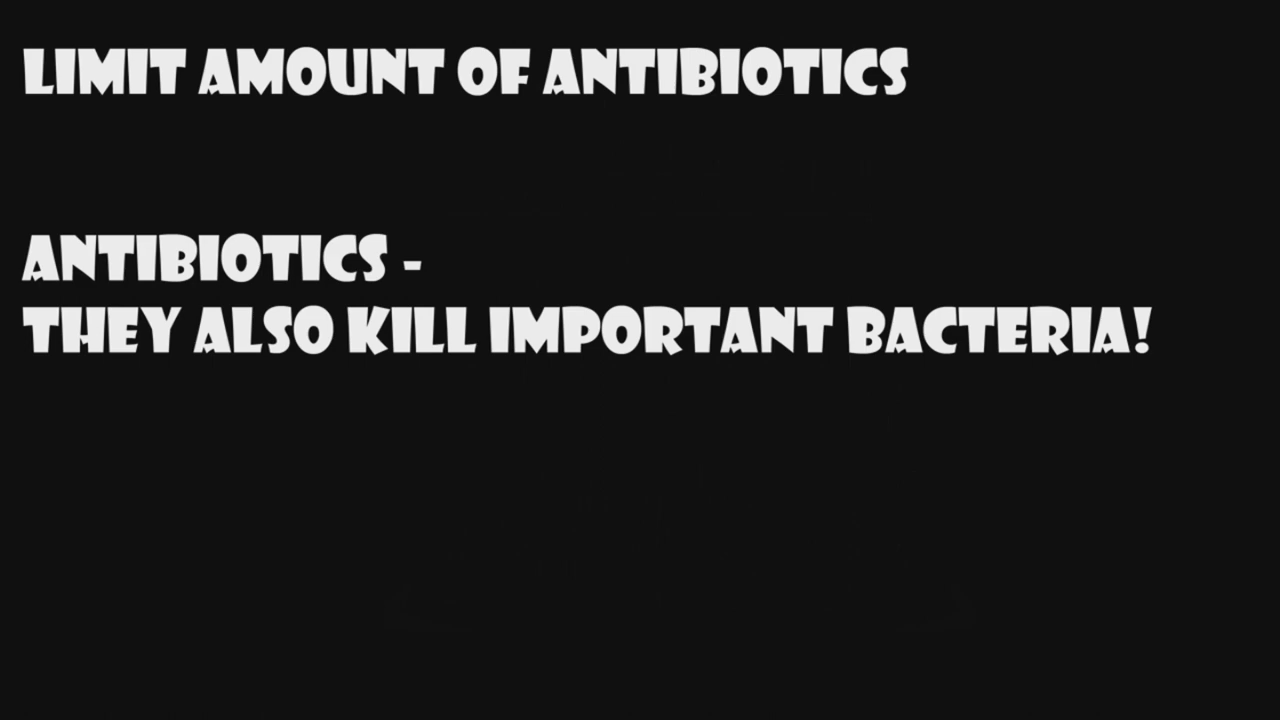 LIMIT AMOUNT OF ANTIBIOTICS
ANTIBIOTICS -
THEY ALSO KILL IMPORTANT BACTERIA!